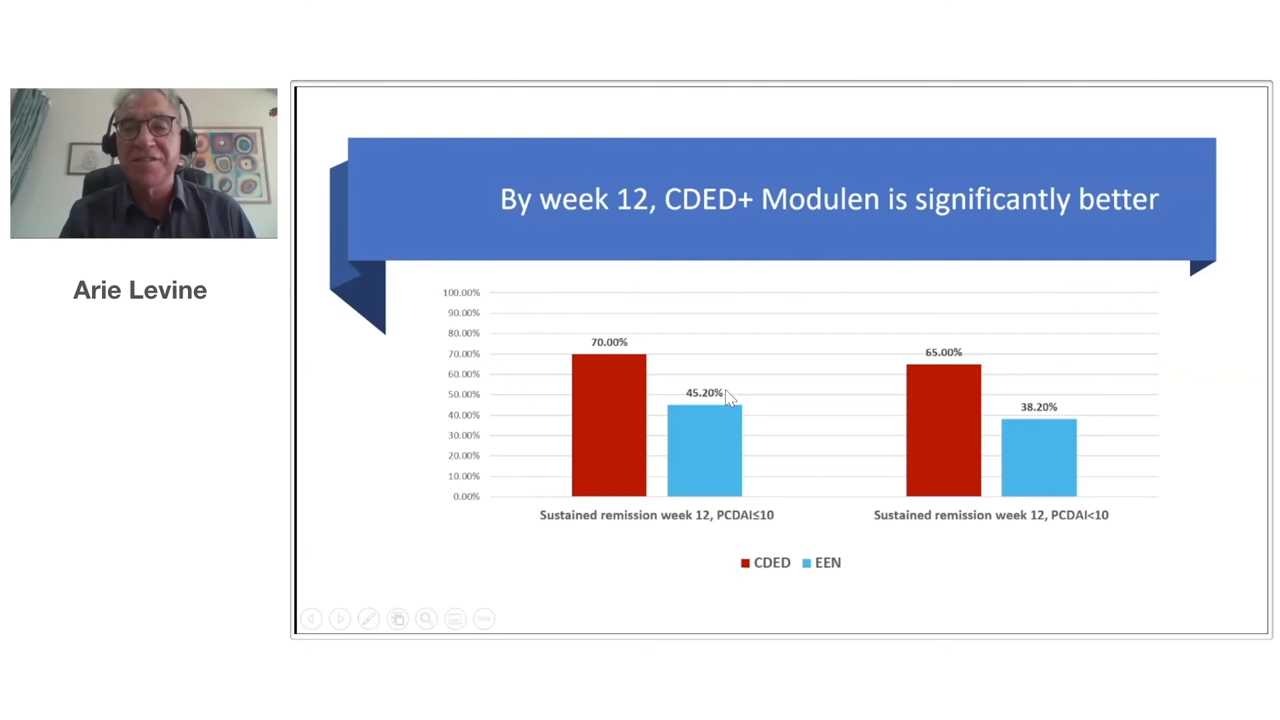 Arie Levine
By week 12, CDED+ Modulen is significantly better
100.00%
90.00%
80.00%
70.00%
60.00%
50.00%
40.00%
30.00%
20.00%
10.00%
0.00%
70.00%
45.20%
65.00%
38.20%
Sustained remission week 12, PCDAI≤10
Sustained remission week 12, PCDAI<10
CDED
EEN